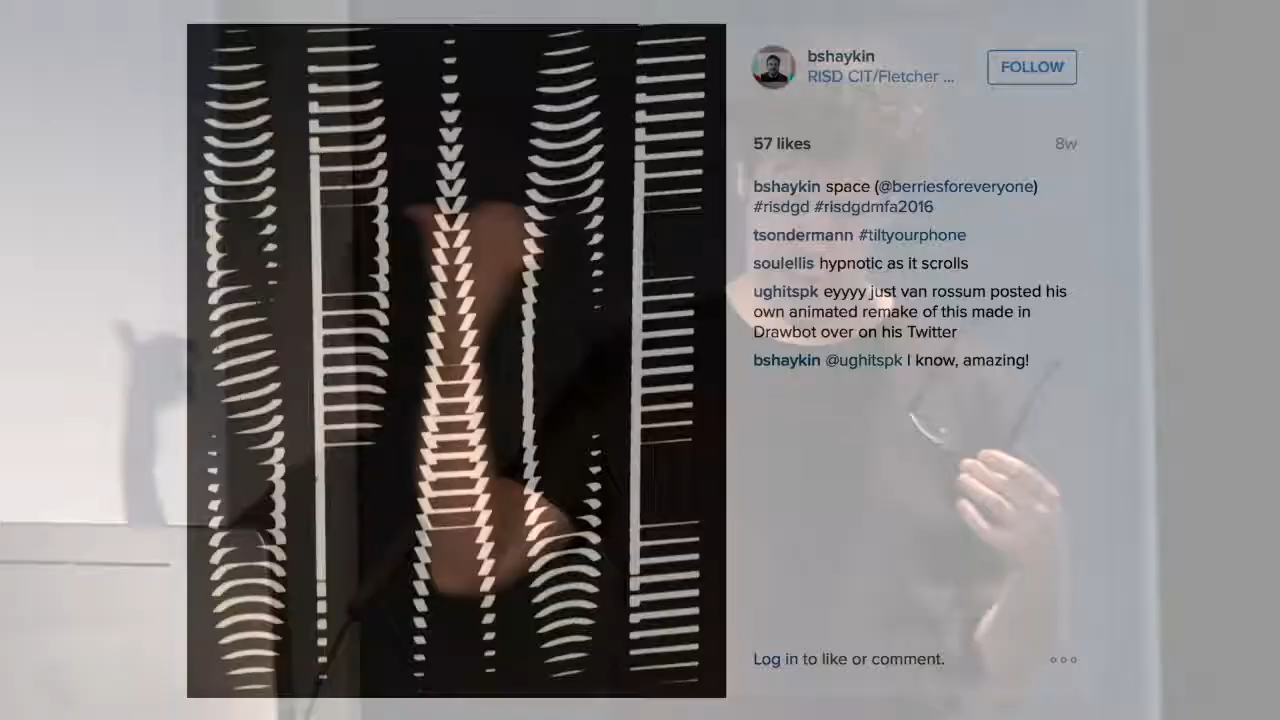 SPACE
bshaykin
RISD CIT/Fletcher ...
FOLLOW
57 likes
8w
bshaykin space (@berriesforeveryone)
#risdgd #risdgdmfa2016
tsondermann #tiltyourphone
soulellis hypnotic as it scrolls
ughitspk eyyyy just van rossum posted his
own animated remake of this made in
Drawbot over on his Twitter
bshaykin @ughitspk I know, amazing!
Log in to like or comment.